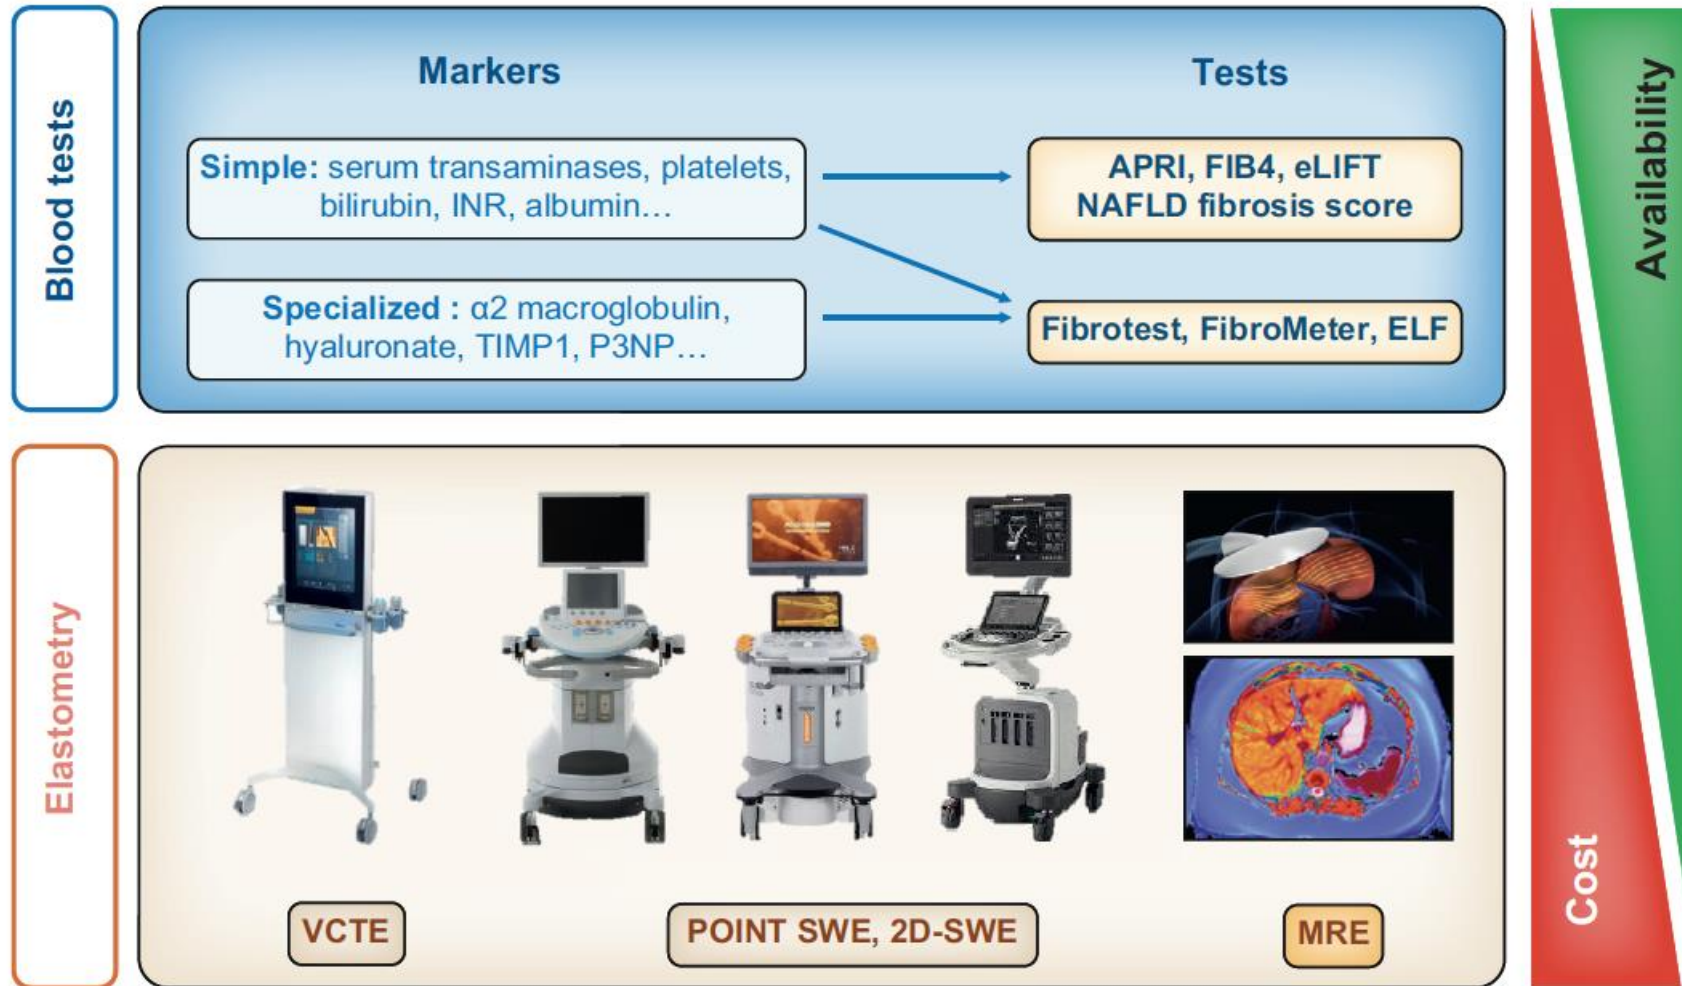 Blood tests
Markers
Tests
Simple: serum transaminases, platelets,
bilirubin, INR, albumin…
APRI, FIB4, eLIFT
NAFLD fibrosis score
Specialized : α2 macroglobulin,
hyaluronate, TIMP1, P3NP…
Fibrotest, FibroMeter, ELF
Availability
Elastometry
VCTE
POINT SWE, 2D-SWE
MRE
Cost